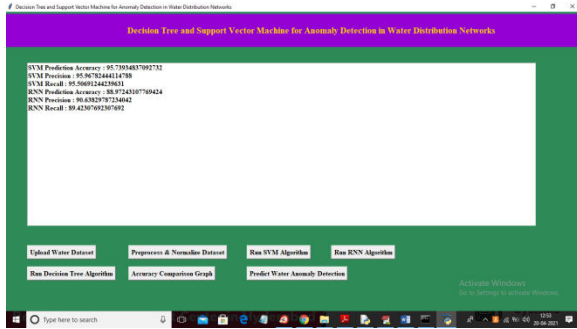 Decision Tree and Support Vector Machine for Anomaly Detection in Water Distribution Networks
Decision Tree and Support Vector Machine for Anomaly Detection in Water Distribution Networks
SVM Prediction Accuracy : 95.73934837092732
SVM Precision : 95.96782444114788
SVM Recall : 95.50691244239631
RNN Prediction Accuracy : 88.97243107769424
RNN Precision : 90.63829787234042
RNN Recall : 89.42307692307692
Upload Water Dataset Preprocess & Normalize Dataset Run SVM Algorithm Run RNN Algorithm
Run Decision Tree Algorithm Accuracy Comparison Graph Predict Water Anomaly Detection
Activate Windows
Go to Settings to activate Windows.
Type here to search
12:53
20-04-2021